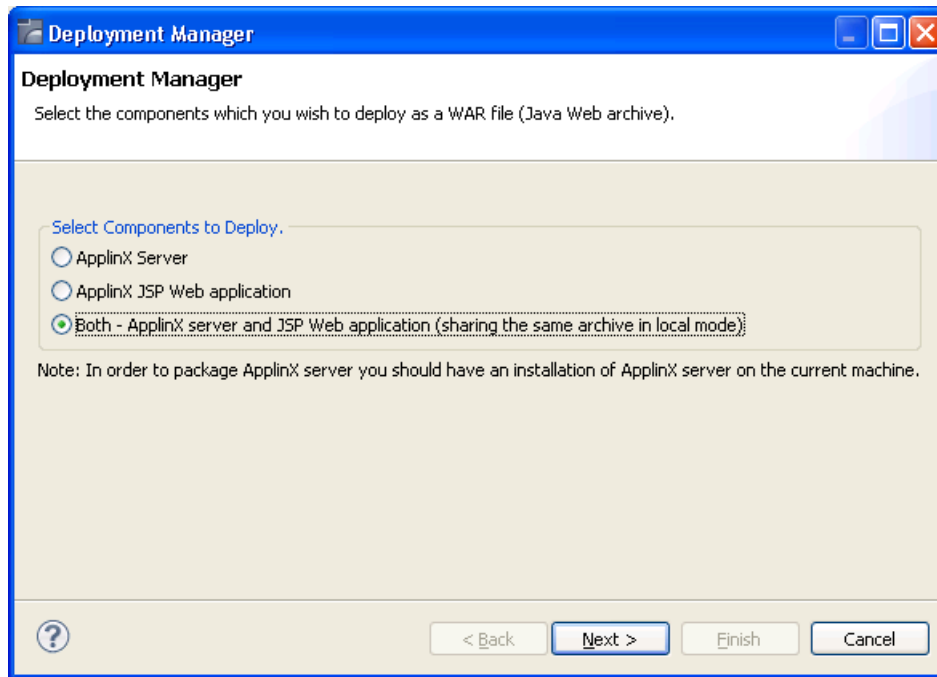 Deployment Manager
Deployment Manager
Select the components which you wish to deploy as a WAR file (Java Web archive).
Select Components to Deploy.
ApplinX Server
ApplinX JSP Web application
Both - ApplinX server and JSP Web application (sharing the same archive in local mode)
Note: In order to package ApplinX server you should have an installation of ApplinX server on the current machine.
?
< Back
Next >
Finish
Cancel